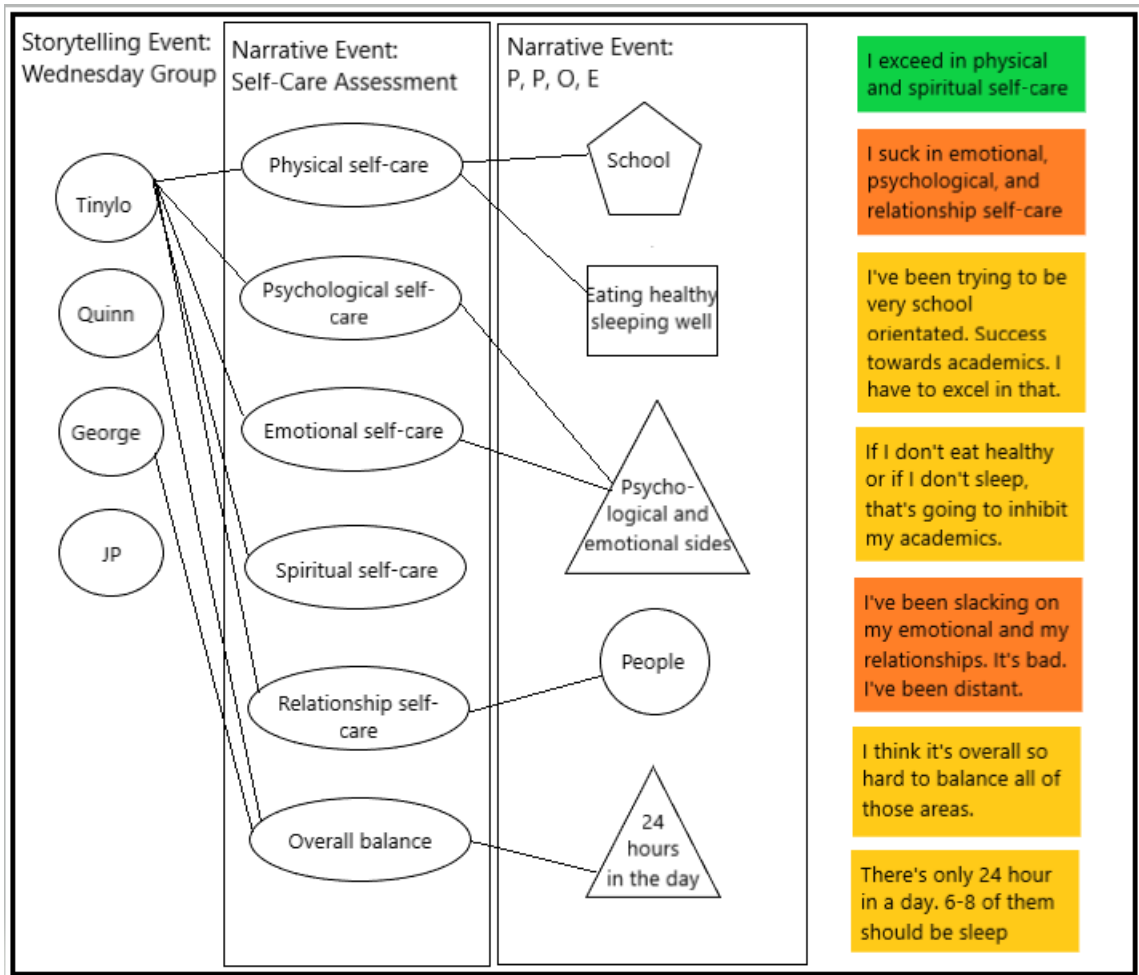 Storytelling Event:
Wednesday Group
Narrative Event:
Self-Care Assessment
Narrative Event:
P, P, O, E
Tinylo
Quinn
George
JP
Physical self-care
Psychological self-
care
Emotional self-care
Spiritual self-care
Relationship self-
care
Overall balance
School
Eating healthy
sleeping well
Psycho-
logical and
emotional sides
People
24
hours
in the day
I exceed in physical
and spiritual self-care
I suck in emotional,
psychological, and
relationship self-care
I've been trying to be
very school
orientated. Success
towards academics. I
have to excel in that.
If I don't eat healthy
or if I don't sleep,
that's going to inhibit
my academics.
I've been slacking on
my emotional and my
relationships. It's bad.
I've been distant.
I think it's overall so
hard to balance all of
those areas.
There's only 24 hour
in a day. 6-8 of them
should be sleep